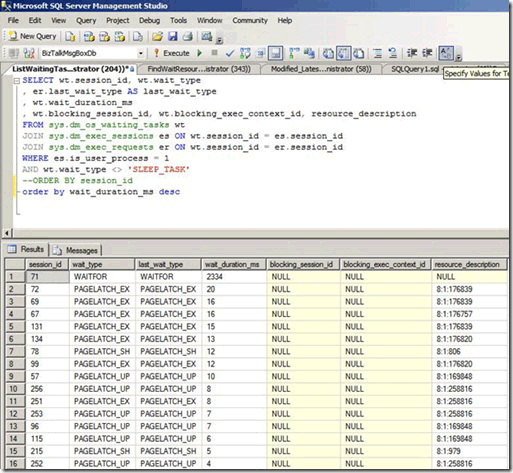 Microsoft SQL Server Management Studio
File Edit View Query Project Debug Tools Window Community Help
New Query
BizTalkMsgBoxDb Execute
ListWaitingTas...strator (204))* FindWaitResour...istrator (343)) Modified_Lates...nistrator (58)) SQLQuery1.sql
Specify Values for Te
SELECT wt.session_id, wt.wait_type
, er.last_wait_type AS last_wait_type
, wt.wait_duration_ms
, wt.blocking_session_id, wt.blocking_exec_context_id, resource_description
FROM sys.dm_os_waiting_tasks wt
JOIN sys.dm_exec_sessions es ON wt.session_id = es.session_id
JOIN sys.dm_exec_requests er ON wt.session_id = er.session_id
WHERE es.is_user_process = 1
AND wt.wait_type <> 'SLEEP_TASK'
--ORDER BY session_id
order by wait_duration_ms desc
Results Messages
session_id wait_type last_wait_type wait_duration_ms blocking_session_id blocking_exec_context_id resource_description
1 71 WAITFOR WAITFOR 2334 NULL NULL NULL
2 72 PAGELATCH_EX PAGELATCH_EX 20 NULL NULL 8:1:176839
3 69 PAGELATCH_EX PAGELATCH_EX 16 NULL NULL 8:1:176839
4 67 PAGELATCH_EX PAGELATCH_EX 16 NULL NULL 8:1:176757
5 131 PAGELATCH_EX PAGELATCH_EX 15 NULL NULL 8:1:176839
6 134 PAGELATCH_EX PAGELATCH_EX 13 NULL NULL 8:1:176820
7 78 PAGELATCH_SH PAGELATCH_SH 12 NULL NULL 8:1:806
8 99 PAGELATCH_EX PAGELATCH_EX 12 NULL NULL 8:1:176820
9 57 PAGELATCH_UP PAGELATCH_UP 10 NULL NULL 8:1:169848
10 256 PAGELATCH_UP PAGELATCH_UP 8 NULL NULL 8:1:258816
11 251 PAGELATCH_EX PAGELATCH_EX 8 NULL NULL 8:1:258816
12 253 PAGELATCH_UP PAGELATCH_UP 7 NULL NULL 8:1:258816
13 96 PAGELATCH_UP PAGELATCH_UP 7 NULL NULL 8:1:169848
14 115 PAGELATCH_UP PAGELATCH_UP 6 NULL NULL 8:1:169848
15 215 PAGELATCH_SH PAGELATCH_SH 5 NULL NULL 8:1:979
16 252 PAGELATCH_UP PAGELATCH_UP 4 NULL NULL 8:1:258816